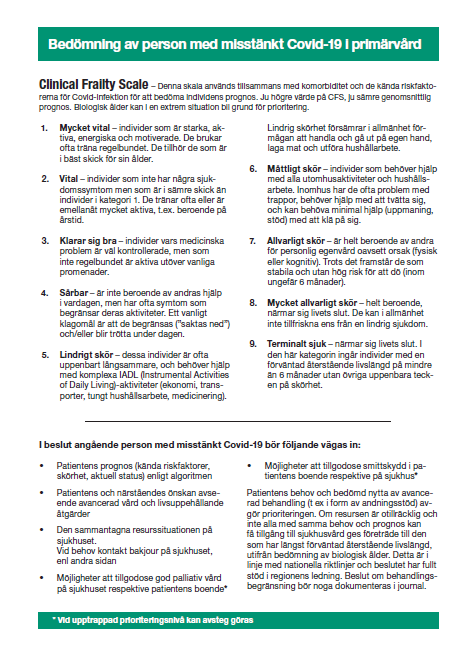 Bedömning av person med misstänkt Covid-19 i primärvård
Clinical Frailty Scale – Denna skala används tillsammans med komorbiditet och de kända riskfakto-
rerna för Covid-infektion för att bedöma individens prognos. Ju högre värde på CFS, ju sämre genomsnittlig
prognos. Biologisk ålder kan i en extrem situation bli grund för prioritering.
1. Mycket vital – individer som är starka, ak-
tiva, energiska och motiverade. De brukar
ofta träna regelbundet. De tillhör de som är
i bäst skick för sin ålder.
2. Vital – individer som inte har några sjuk-
domssymtom men som är i sämre skick än
individer i kategori 1. De tränar ofta eller är
emellanåt mycket aktiva, t.ex. beroende på
årstid.
3. Klarar sig bra – individer vars medicinska
problem är väl kontrollerade, men som
inte regelbundet är aktiva utöver vanliga
promenader.
4. Sårbar – är inte beroende av andras hjälp
i vardagen, men har ofta symtom som
begränsar deras aktiviteter. Ett vanligt
klagomål är att de begränsas ("saktas ned")
och/eller blir trötta under dagen.
5. Lindrigt skör – dessa individer är ofta
uppenbart långsammare, och behöver hjälp
med komplexa IADL (Instrumental Activities
of Daily Living)-aktiviteter (ekonomi, trans-
porter, tungt hushållsarbete, medicinering).
Lindrig skörhet försämrar i allmänhet för-
mågan att handla och gå ut på egen hand,
laga mat och utföra hushållarbete.
6. Måttligt skör – individer som behöver hjälp
med alla utomhusaktiviteter och hushålls-
arbete. Inomhus har de ofta problem med
trappor, behöver hjälp med att tvätta sig,
och kan behöva minimal hjälp (uppmaning,
stöd) med att klä på sig.
7. Allvarligt skör – är helt beroende av andra
för personlig egenvård oavsett orsak (fysisk
eller kognitiv). Trots det framstår de som
stabila och utan hög risk för att dö (inom
ungefär 6 månader).
8. Mycket allvarligt skör – helt beroende,
närmar sig livets slut. De kan i allmänhet
inte tillfriskna ens från en lindrig sjukdom.
9. Terminalt sjuk – närmar sig livets slut. I
den här kategorin ingår individer med en
förväntad återstående livslängd på mindre
än 6 månader utan övriga uppenbara teck-
en på skörhet.
I beslut angående person med misstänkt Covid-19 bör följande vägas in:
• Patientens prognos (kända riskfaktorer,
skörhet, aktuell status) enligt algoritmen
• Patientens och närståendes önskan avse-
ende avancerad vård och livsuppehållande
åtgärder
• Den sammantagna resurssituationen på
sjukhuset.
Vid behov kontakt bakjour på sjukhuset,
enl andra sidan
• Möjligheter att tillgodose god palliativ vård
på sjukhuset respektive patientens boende*
• Möjligheter att tillgodose smittskydd i pa-
tientens boende respektive på sjukhus*
Patientens behov och bedömd nytta av avance-
rad behandling (t ex i form av andningsstöd) av-
gör prioriteringen. Om resursen är otillräcklig och
inte alla med samma behov och prognos kan
få tillgång till sjukhusvård ges företräde till den
som har längst förväntad återstående livslängd,
utifrån bedömning av biologisk ålder. Detta är i
linje med nationella riktlinjer och beslutet har fullt
stöd i regionens ledning. Beslut om behandlings-
begränsning bör noga dokumenteras i journal.
* Vid upptrappad prioriteringsnivå kan avsteg göras